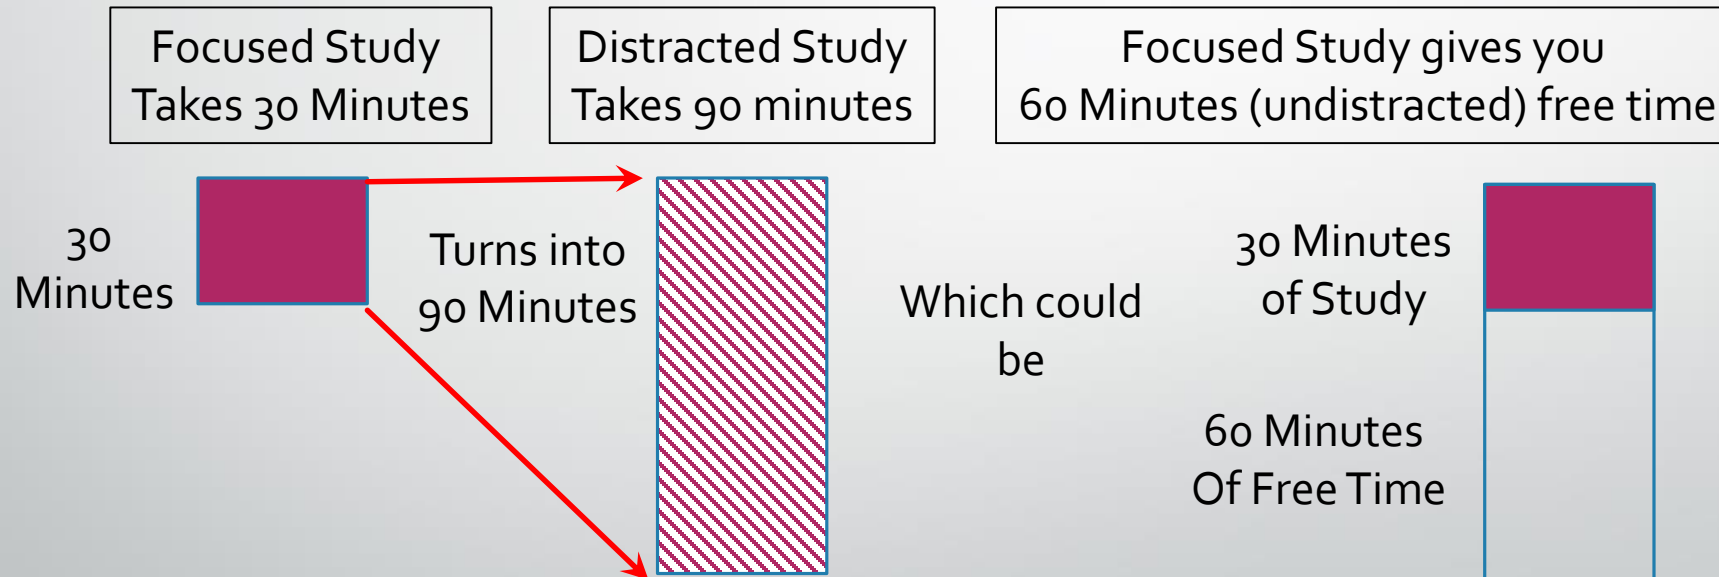 Focused Study
Takes 30 Minutes
Distracted Study
Takes 90 minutes
Focused Study gives you
60 Minutes (undistracted) free time
30
Minutes
Turns into
90 Minutes
Which could
be
30 Minutes
of Study
60 Minutes
Of Free Time